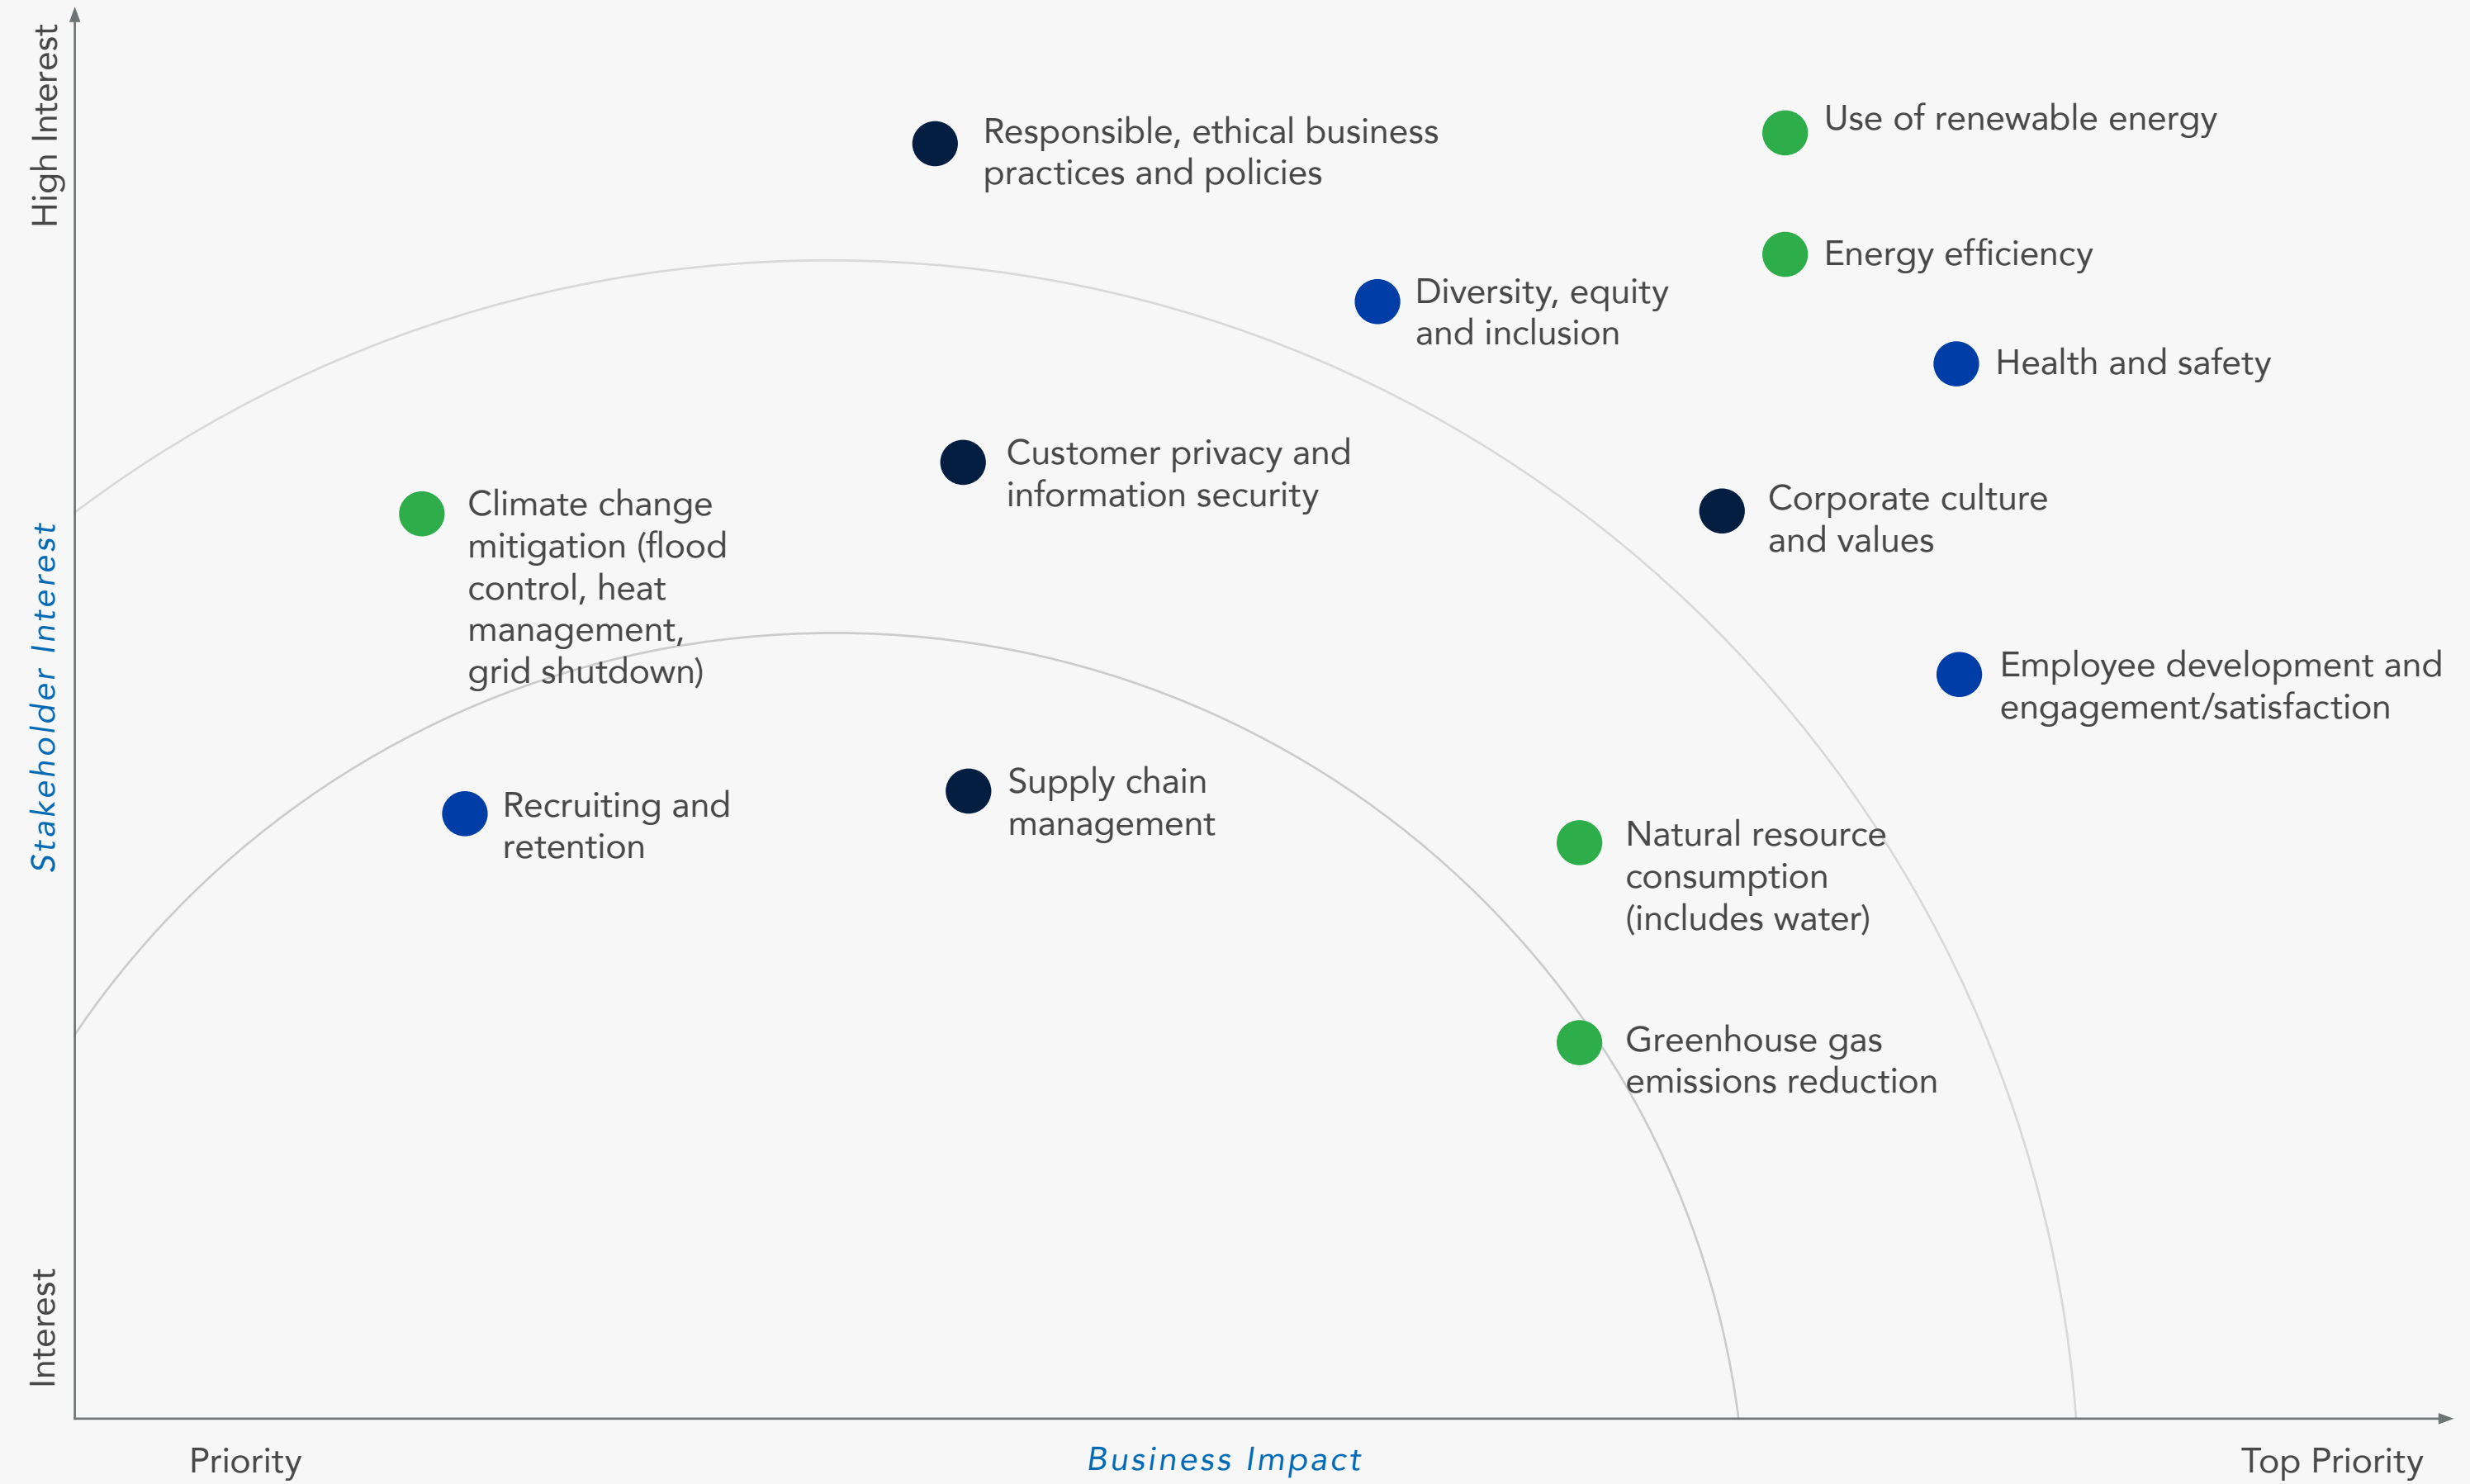 High Interest
Stakeholder Interest
Interest
Responsible, ethical business
practices and policies
Use of renewable energy
Energy efficiency
Diversity, equity
and inclusion
Health and safety
Customer privacy and
information security
Climate change
mitigation (flood
control, heat
management,
grid shutdown)
Corporate culture
and values
Employee development and
engagement/satisfaction
Supply chain
management
Recruiting and
retention
Natural resource
consumption
(includes water)
Greenhouse gas
emissions reduction
Priority
Business Impact
Top Priority